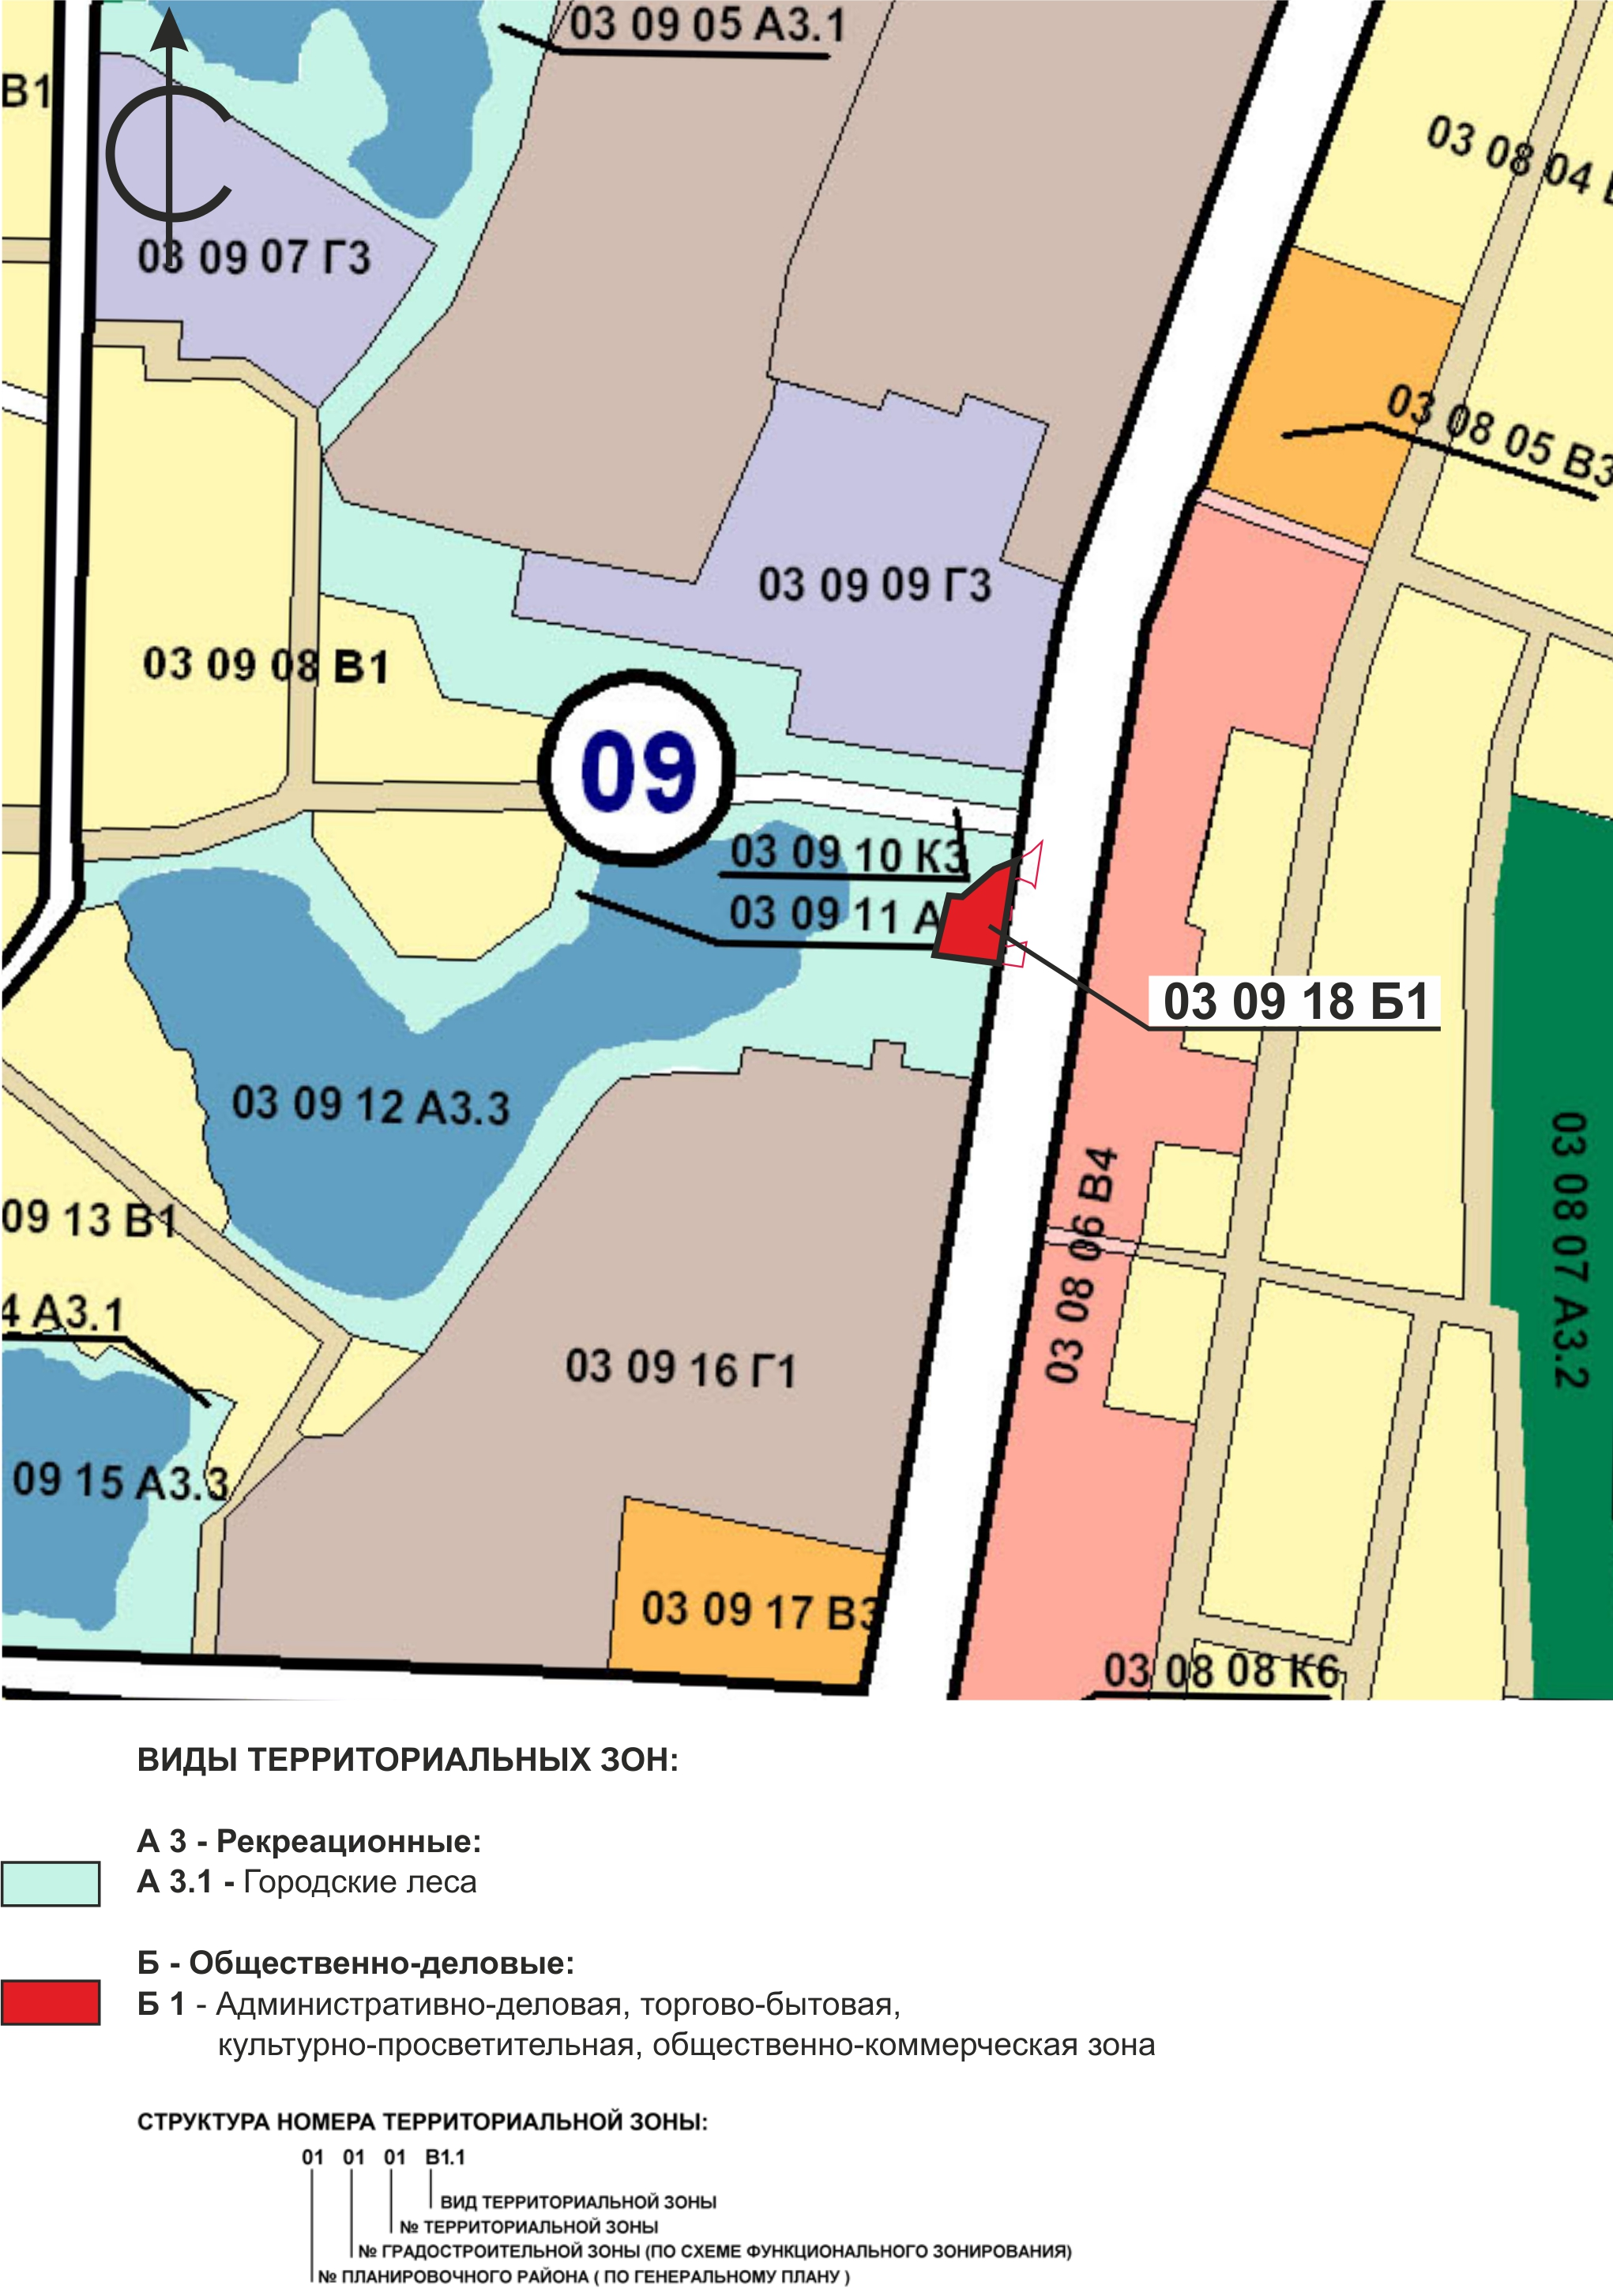 03 09 05 А3.1
В1
С
03 08 04
03 09 07 Г3
03 08 05 В3
03 09 09 Г3
03 09 08 В1
09
03 09 10 К3
03 09 11 А
03 09 18 Б1
03 09 12 А3.3
03 08 06 В4
03 08 07 А3.2
09 13 В1
4 А3.1
03 09 16 Г1
09 15 А3.3
03 09 17 В3
03 08 08 К6
ВИДЫ ТЕРРИТОРИАЛЬНЫХ ЗОН:
А 3 - Рекреационные:
А 3.1 - Городские леса
Б - Общественно-деловые:
Б 1 - Административно-деловая, торгово-бытовая,
культурно-просветительная, общественно-коммерческая зона
СТРУКТУРА НОМЕРА ТЕРРИТОРИАЛЬНОЙ ЗОНЫ:
01 01 01 В1.1
ВИД ТЕРРИТОРИАЛЬНОЙ ЗОНЫ
№ ТЕРРИТОРИАЛЬНОЙ ЗОНЫ
№ ГРАДОСТРОИТЕЛЬНОЙ ЗОНЫ (ПО СХЕМЕ ФУНКЦИОНАЛЬНОГО ЗОНИРОВАНИЯ)
№ ПЛАНИРОВОЧНОГО РАЙОНА ( ПО ГЕНЕРАЛЬНОМУ ПЛАНУ )